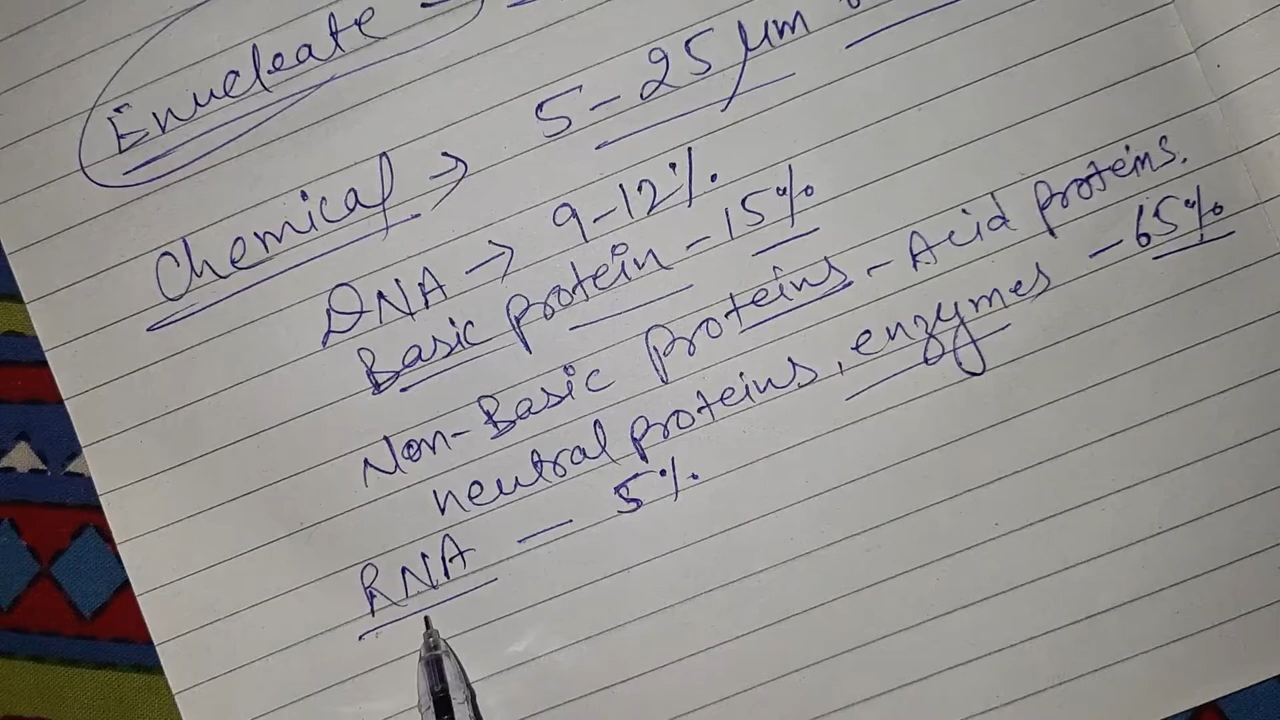 Enucleate -
5-25 μm
Chemical →
DNA → 9-12%.
Basic Protein - 15%
Non-Basic Proteins - Acid Proteins.
neutral proteins, enzymes - 65%
RNA - 5%.